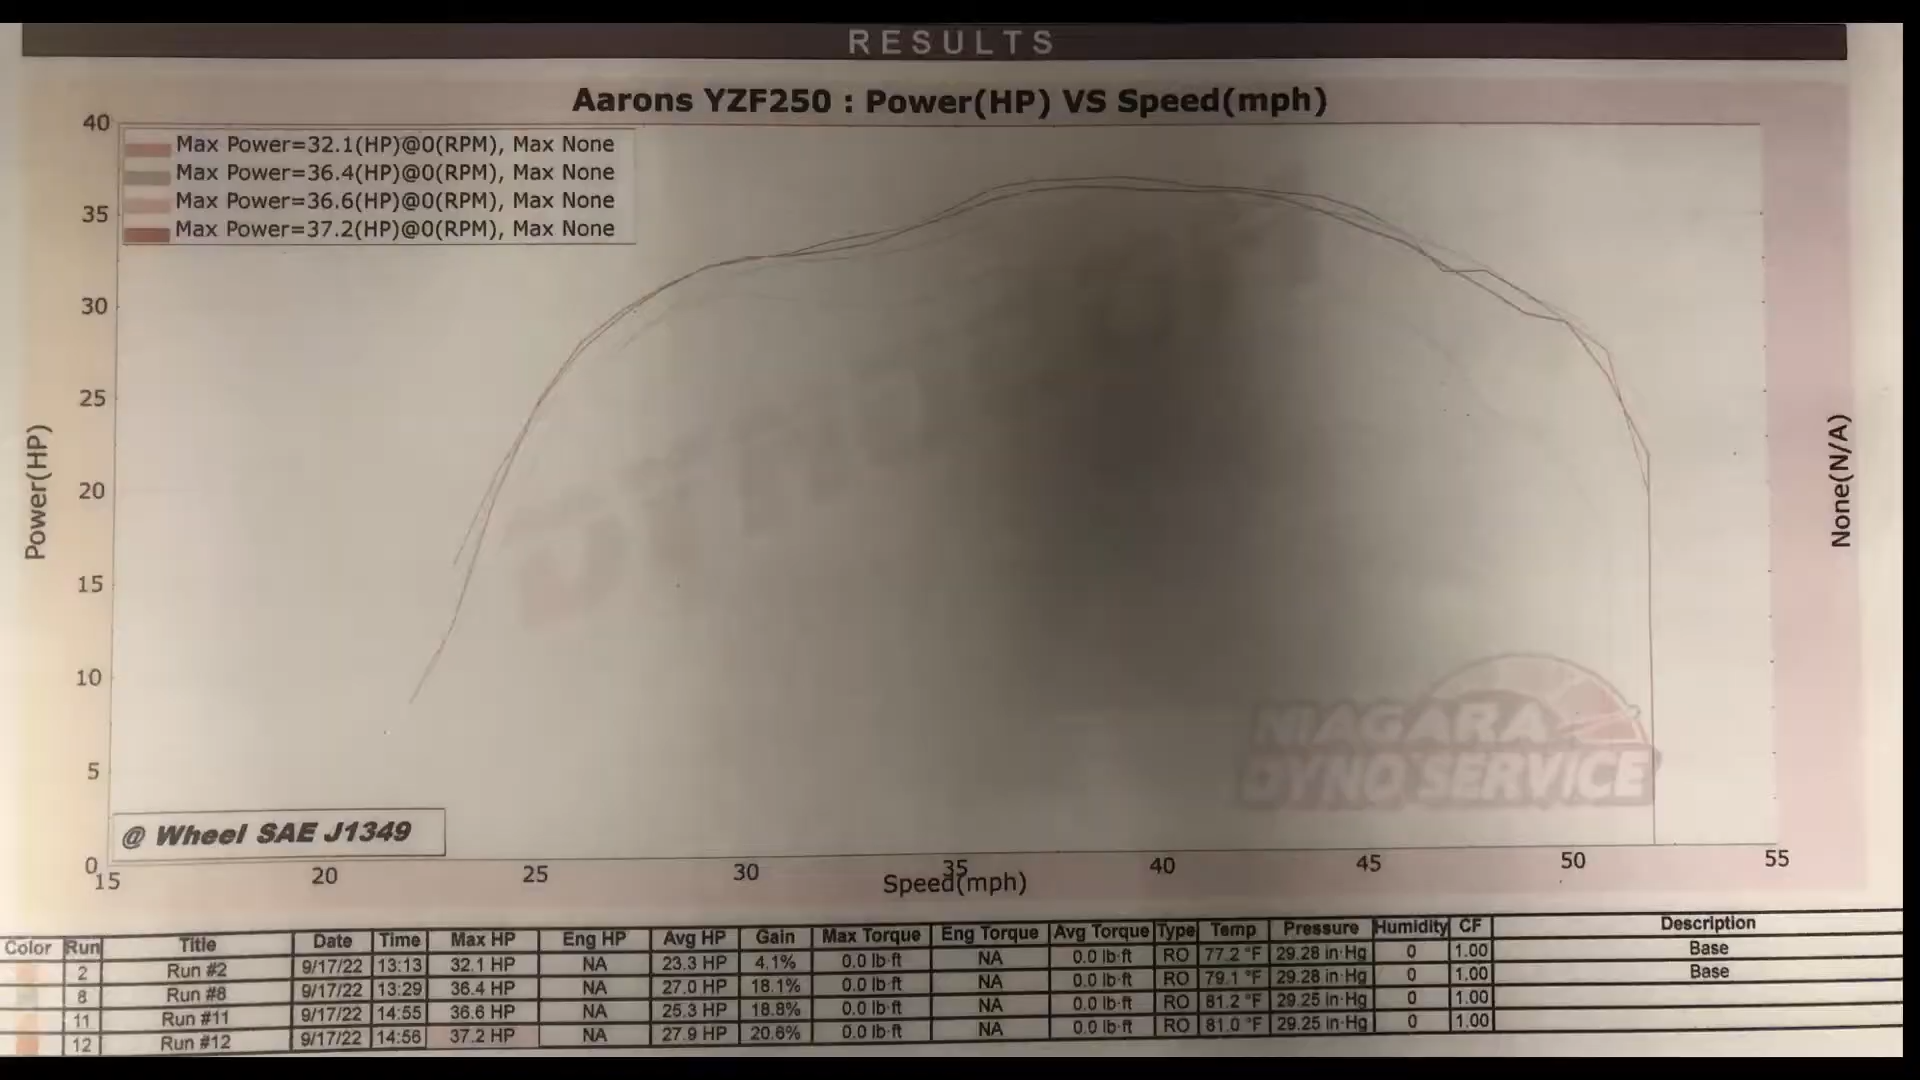 RESULTS
Aarons YZF250 : Power(HP) VS Speed(mph)
Max Power=32.1(HP)@0(RPM), Max None
Max Power=36.4(HP)@0(RPM), Max None
Max Power=36.6(HP)@0(RPM), Max None
Max Power=37.2(HP)@0(RPM), Max None
40
35
30
25
20
15
10
5
0
Power(HP)
None(N/A)
NIAGARA
DYNO SERVICE
@ Wheel SAE J1349
15 20 25 30 35 40 45 50 55
Speed(mph)
Color Run Title Date Time Max HP Eng HP Avg HP Gain Max Torque Eng Torque Avg Torque Type Temp Pressure Humidity CF Description
2 Run #2 9/17/22 13:13 32.1 HP NA 23.3 HP 4.1% 0.0 lb·ft NA 0.0 lb·ft RO 77.2 °F 29.28 in·Hg 0 1.00 Base
8 Run #8 9/17/22 13:29 36.4 HP NA 27.0 HP 18.1% 0.0 lb·ft NA 0.0 lb·ft RO 79.1 °F 29.28 in·Hg 0 1.00 Base
11 Run #11 9/17/22 14:55 36.6 HP NA 25.3 HP 18.8% 0.0 lb·ft NA 0.0 lb·ft RO 81.2 °F 29.25 in·Hg 0 1.00
12 Run #12 9/17/22 14:56 37.2 HP NA 27.9 HP 20.6% 0.0 lb·ft NA 0.0 lb·ft RO 81.0 °F 29.25 in·Hg 0 1.00